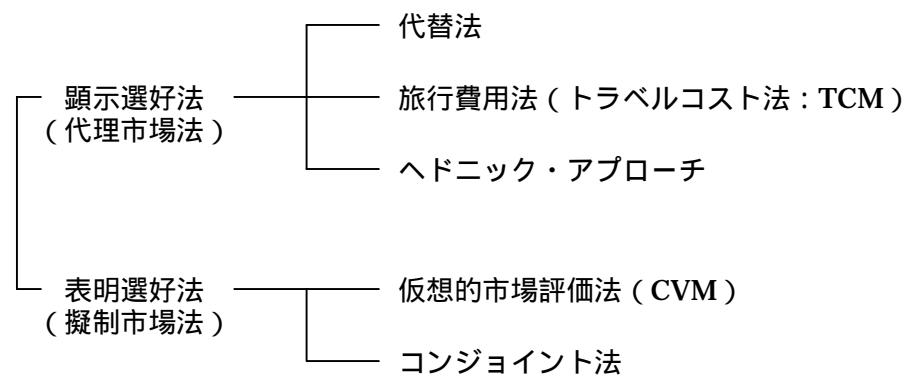 代替法
顕示選好法
（代理市場法）
旅行費用法（トラベルコスト法：TCM）
ヘドニック・アプローチ
表明選好法
（擬制市場法）
仮想的市場評価法（CVM）
コンジョイント法